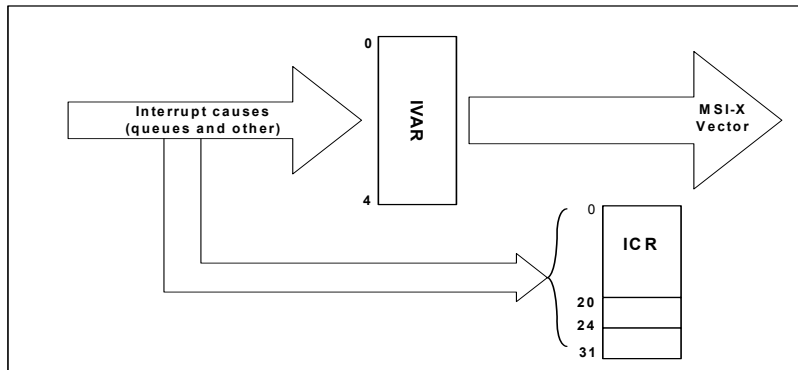 0
Interrupt causes
(queues and other)
IVAR
MSI-X
Vector
4
0
ICR
20
24
31